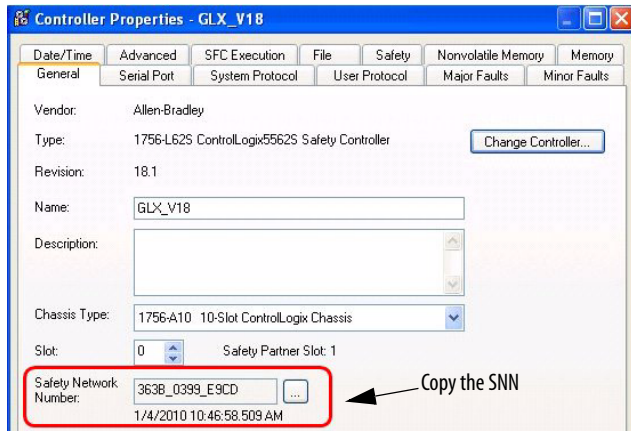 Controller Properties - GLX_V18
Date/Time Advanced SFC Execution File Safety Nonvolatile Memory Memory
General Serial Port System Protocol User Protocol Major Faults Minor Faults
Vendor: Allen-Bradley
Type: 1756-L62S ControlLogix5562S Safety Controller Change Controller...
Revision: 18.1
Name: GLX_V18
Description:
Chassis Type: 1756-A10 10-Slot ControlLogix Chassis
Slot: 0 Safety Partner Slot: 1
Safety Network
Number: 363B_0399_E9CD ...
1/4/2010 10:46:58.509 AM
Copy the SNN